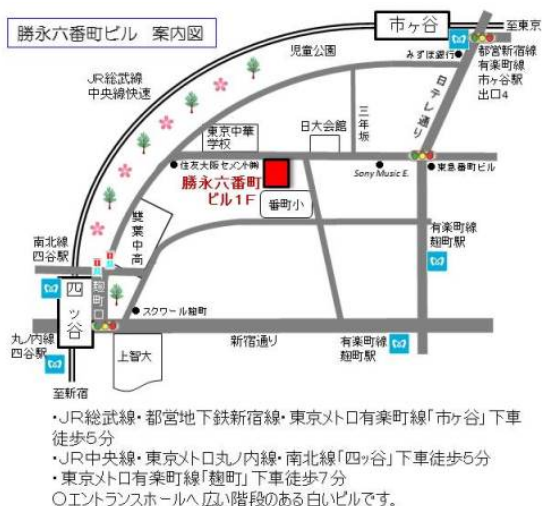 勝永六番町ビル 案内図
市ヶ谷
至東京
児童公園
みずほ銀行
都営新宿線
有楽町線
市ヶ谷駅
出口4
JR総武線
中央線快速
日テレ通り
三年坂
東京中華
学校
日大会館
住友大阪セメント㈱
Sony Music E.
東急番町ビル
勝永六番町
ビル1F
番町小
雙葉中高
南北線
四谷駅
有楽町線
麹町駅
麹町口
四ッ谷
スクワール麹町
丸ノ内線
四谷駅
上智大
新宿通り
有楽町線
麹町駅
至新宿
・JR総武線・都営地下鉄新宿線・東京メトロ有楽町線「市ヶ谷」下車
徒歩5分
・JR中央線・東京メトロ丸ノ内線・南北線「四ッ谷」下車徒歩5分
・東京メトロ有楽町線「麹町」下車徒歩7分
○エントランスホールへ広い階段のある白いビルです。